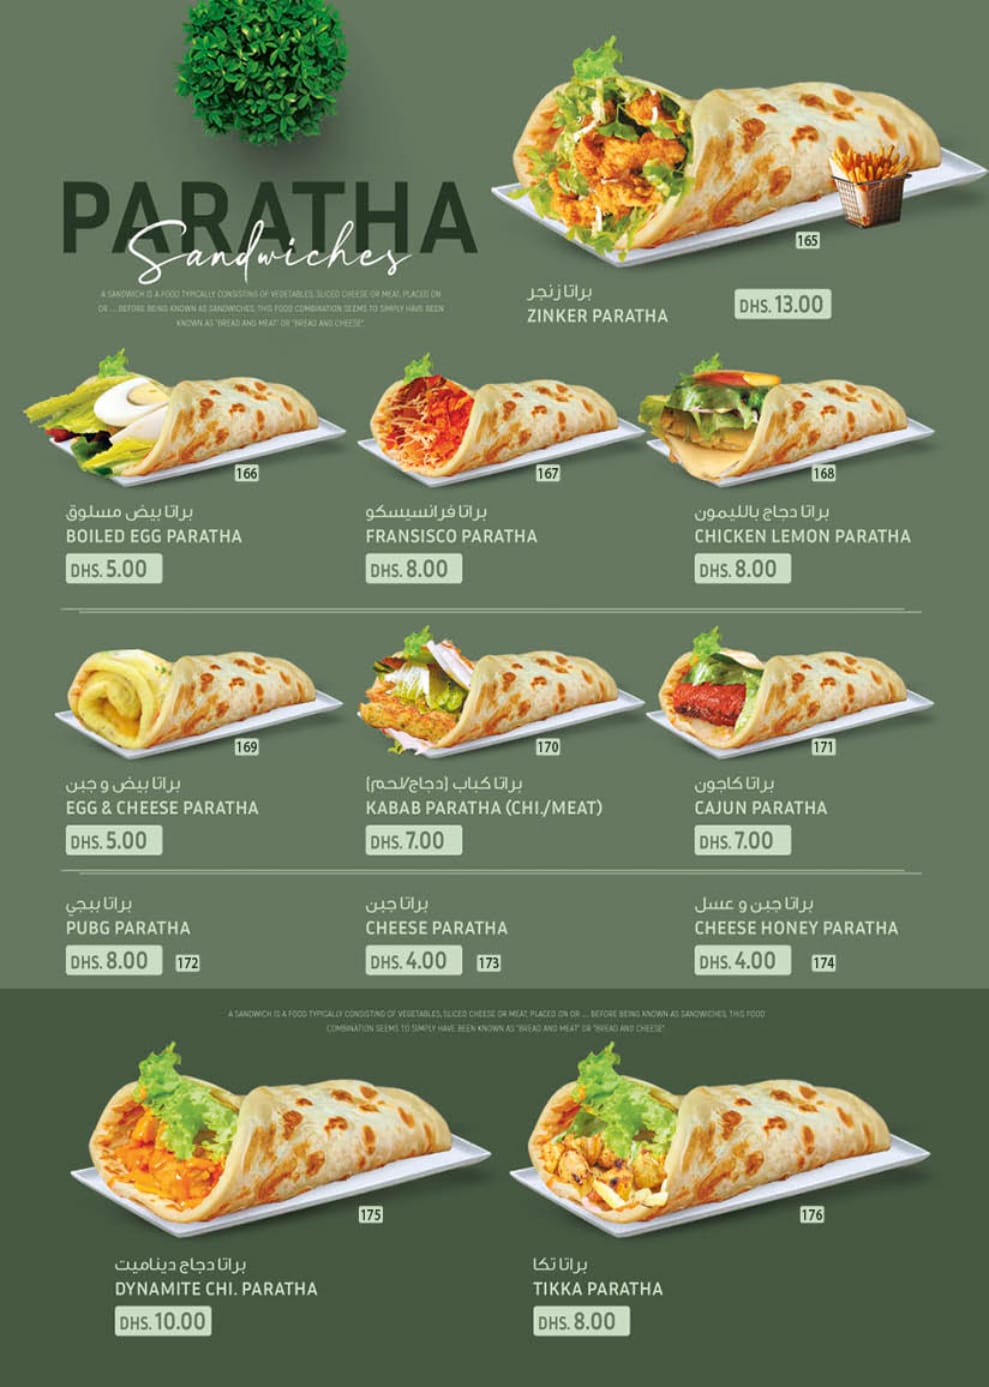 PARATHA
Sandwiches
A SANDWICH IS A FOOD TYPICALLY CONSISTING OF VEGETABLES, SLICED CHEESE OR MEAT, PLACED ON
OR .... BEFORE BEING KNOWN AS SANDWICHES, THIS FOOD COMBINATION SEEMS TO SIMPLY HAVE BEEN
KNOWN AS "BREAD AND MEAT" OR "BREAD AND CHEESE".
165
براتا زنجر
ZINKER PARATHA
DHS. 13.00
166
براتا بيض مسلوق
BOILED EGG PARATHA
DHS. 5.00
167
براتا فرانسيسكو
FRANSISCO PARATHA
DHS. 8.00
168
براتا دجاج بالليمون
CHICKEN LEMON PARATHA
DHS. 8.00
169
براتا بيض و جبن
EGG & CHEESE PARATHA
DHS. 5.00
170
براتا كباب (دجاج/لحم)
KABAB PARATHA (CHI./MEAT)
DHS. 7.00
171
براتا كاجون
CAJUN PARATHA
DHS. 7.00
براتا ببجي
PUBG PARATHA
DHS. 8.00 172
براتا جبن
CHEESE PARATHA
DHS. 4.00 173
براتا جبن و عسل
CHEESE HONEY PARATHA
DHS. 4.00 174
A SANDWICH IS A FOOD TYPICALLY CONSISTING OF VEGETABLES, SLICED CHEESE OR MEAT, PLACED ON OR .... BEFORE BEING KNOWN AS SANDWICHES, THIS FOOD
COMBINATION SEEMS TO SIMPLY HAVE BEEN KNOWN AS "BREAD AND MEAT" OR "BREAD AND CHEESE".
175
براتا دجاج ديناميت
DYNAMITE CHI. PARATHA
DHS. 10.00
176
براتا تكا
TIKKA PARATHA
DHS. 8.00